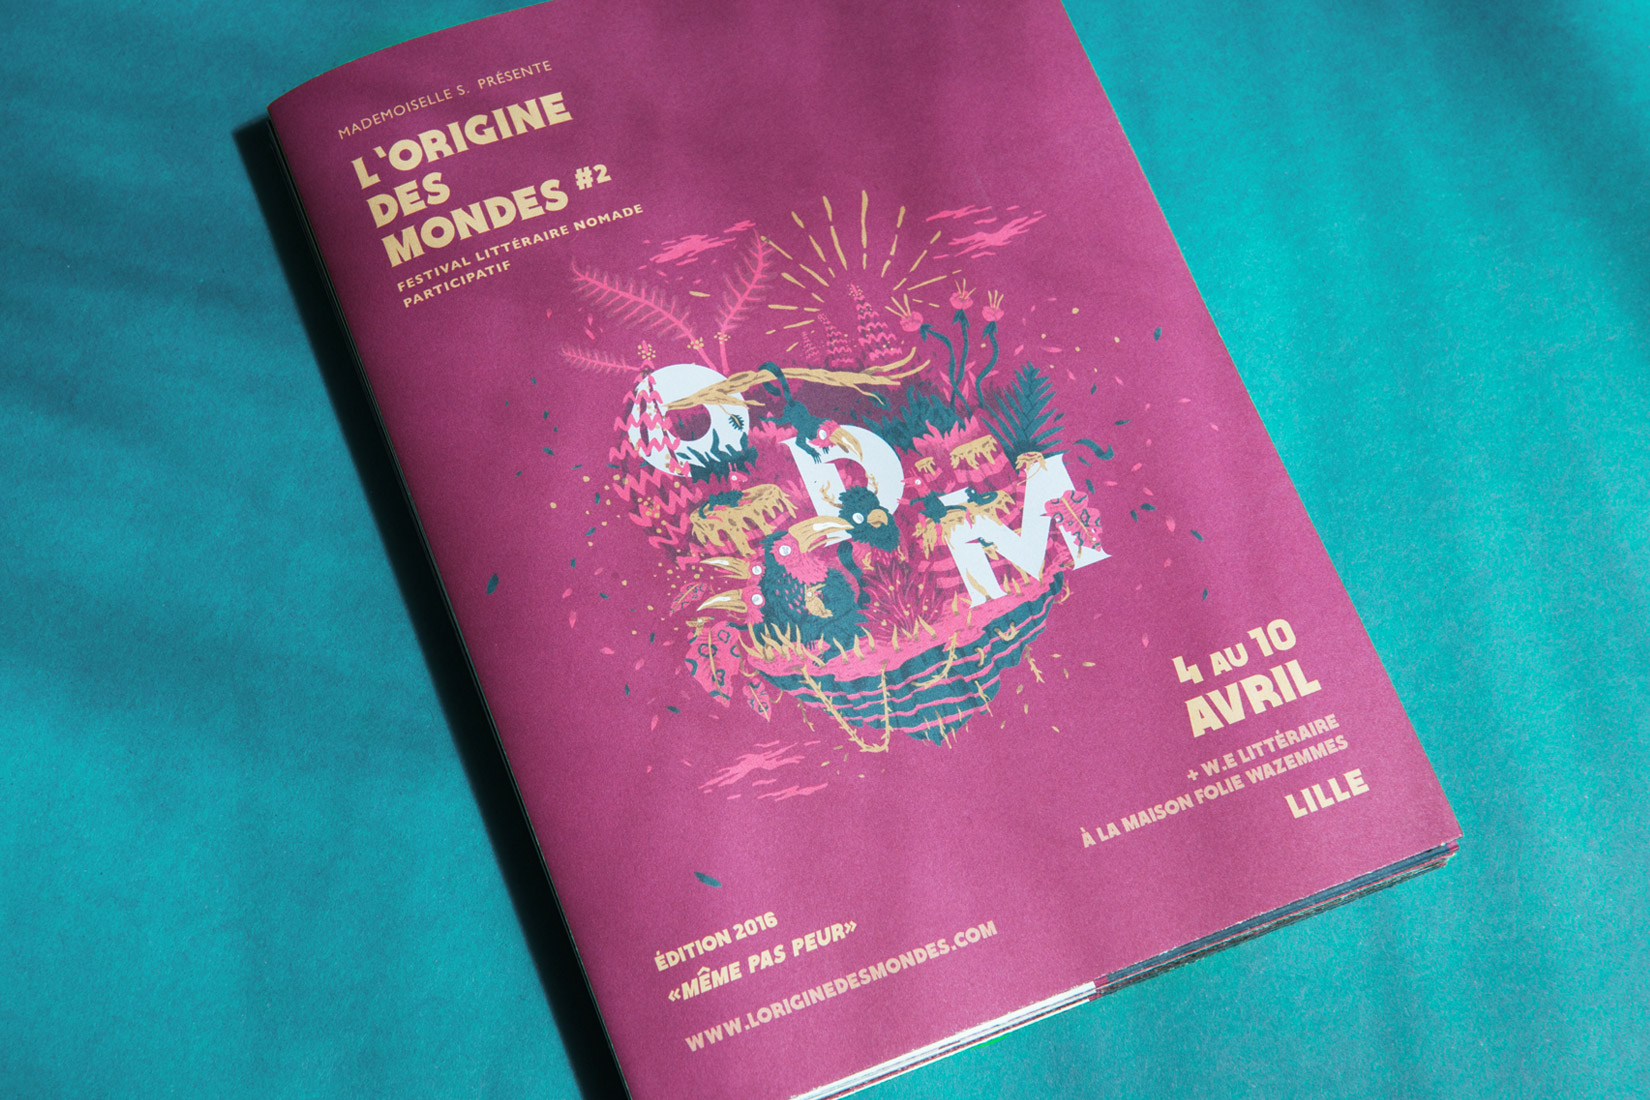 MADEMOISELLE S. PRÉSENTE
L'ORIGINE
DES
MONDES #2
FESTIVAL LITTÉRAIRE NOMADE
PARTICIPATIF
ODM
4 AU 10
AVRIL
+ W.E LITTÉRAIRE
À LA MAISON FOLIE WAZEMMES
LILLE
ÉDITION 2016
«MÊME PAS PEUR»
WWW.LORIGINEDESMONDES.COM